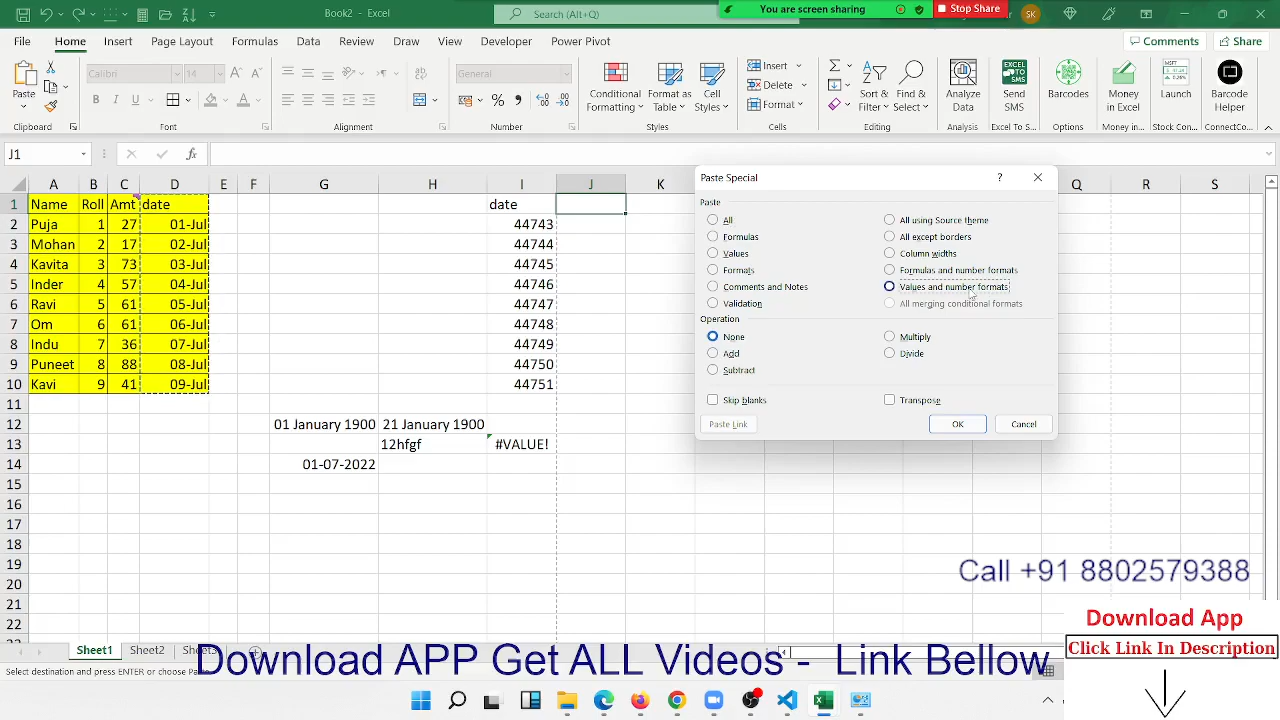 Book2 - Excel
Search (Alt+Q)
You are screen sharing
Stop Share
SK
File Home Insert Page Layout Formulas Data Review Draw View Developer Power Pivot
Comments Share
Paste
Calibri 14
B I U
General
Conditional Formatting
Format as Table
Cell Styles
Insert
Delete
Format
Sort & Filter
Find & Select
Analyze Data
Send SMS
Barcodes
Money in Excel
Launch
Barcode Helper
Clipboard Font Alignment Number Styles Cells Editing Analysis Excel To S... Options Money in... Stock Con... ConnectCo...
J1
fx
A B C D E F G H I J K Q R S
1 Name Roll Amt date date
2 Puja 1 27 01-Jul 44743
3 Mohan 2 17 02-Jul 44744
4 Kavita 3 73 03-Jul 44745
5 Inder 4 57 04-Jul 44746
6 Ravi 5 61 05-Jul 44747
7 Om 6 61 06-Jul 44748
8 Indu 7 36 07-Jul 44749
9 Puneet 8 88 08-Jul 44750
10 Kavi 9 41 09-Jul 44751
11
12 01 January 1900 21 January 1900
13 12hfgf #VALUE!
14 01-07-2022
15
16
17
18
19
20
21
22
Paste Special ?
Paste
All All using Source theme
Formulas All except borders
Values Column widths
Formats Formulas and number formats
Comments and Notes Values and number formats
Validation All merging conditional formats
Operation
None Multiply
Add Divide
Subtract
Skip blanks Transpose
Paste Link OK Cancel
Call +91 8802579388
Download App
Click Link In Description
Sheet1 Sheet2
Download APP Get ALL Videos - Link Bellow
Select destination and press ENTER or choose